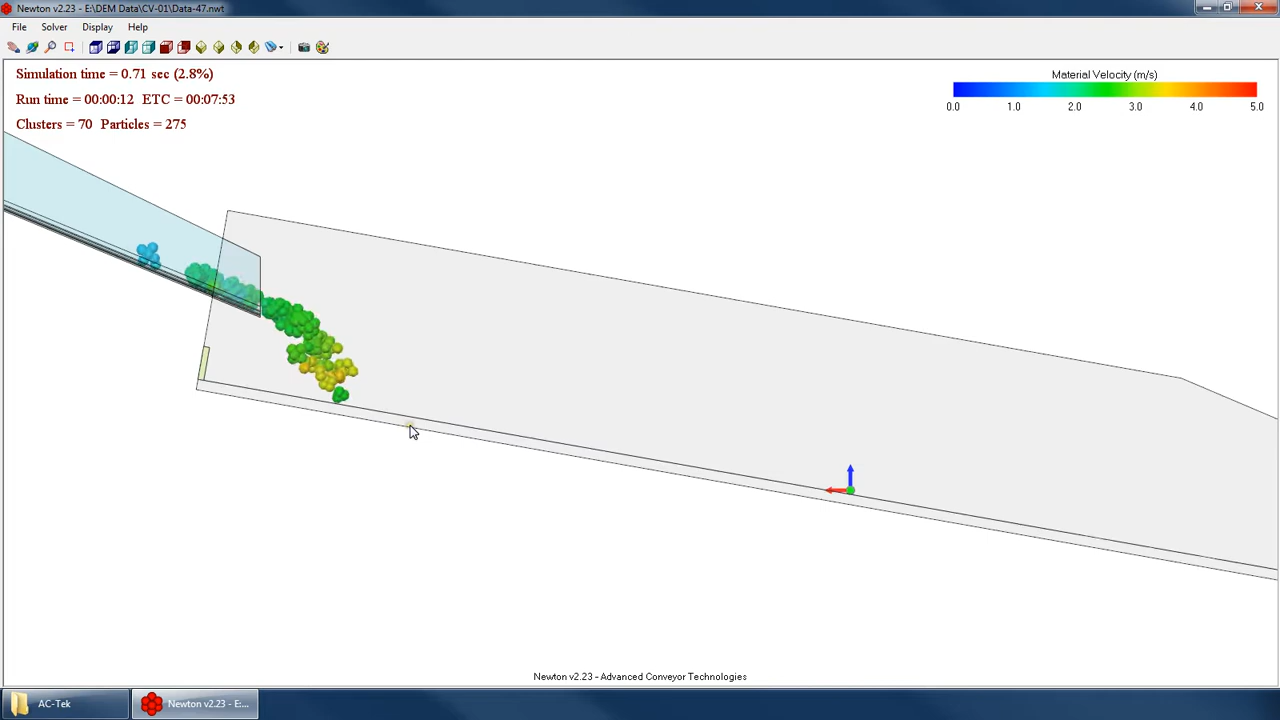 Newton v2.23 - E:\DEM Data\CV-01\Data-47.nwt
File Solver Display Help
Simulation time = 0.71 sec (2.8%)
Material Velocity (m/s)
Run time = 00:00:12 ETC = 00:07:53
0.0 1.0 2.0 3.0 4.0 5.0
Clusters = 70 Particles = 275
Newton v2.23 - Advanced Conveyor Technologies
AC-Tek
Newton v2.23 - E:...